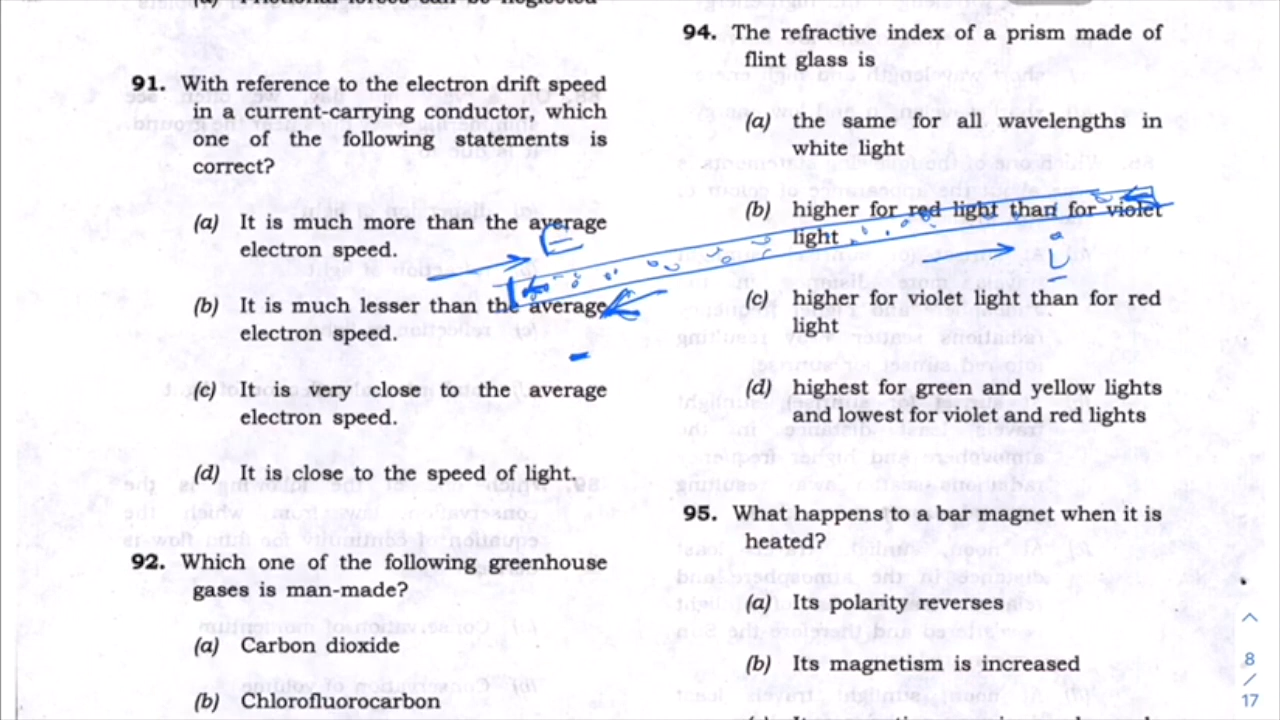 91. With reference to the electron drift speed
in a current-carrying conductor, which
one of the following statements is
correct?
(a) It is much more than the average
electron speed.
(b) It is much lesser than the average
electron speed.
(c) It is very close to the average
electron speed.
(d) It is close to the speed of light.
92. Which one of the following greenhouse
gases is man-made?
(a) Carbon dioxide
(b) Chlorofluorocarbon
94. The refractive index of a prism made of
flint glass is
(a) the same for all wavelengths in
white light
(b) higher for red light than for violet
light
(c) higher for violet light than for red
light
(d) highest for green and yellow lights
and lowest for violet and red lights
95. What happens to a bar magnet when it is
heated?
(a) Its polarity reverses
(b) Its magnetism is increased
E
8
/
17